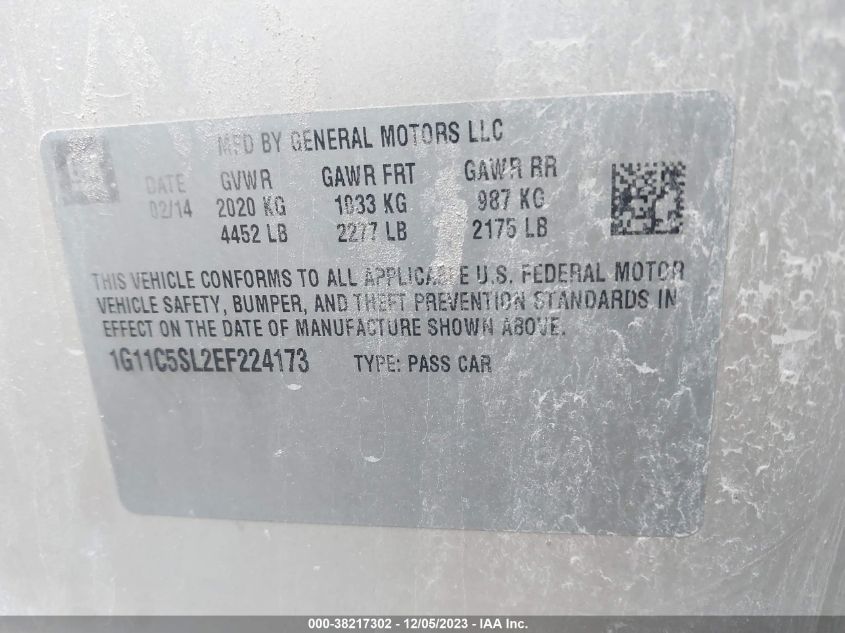 MFD BY GENERAL MOTORS LLC
DATE GVWR GAWR FRT GAWR RR
02/14 2020 KG 1033 KG 987 KG
4452 LB 2277 LB 2175 LB
THIS VEHICLE CONFORMS TO ALL APPLICABLE U.S. FEDERAL MOTOR
VEHICLE SAFETY, BUMPER, AND THEFT PREVENTION STANDARDS IN
EFFECT ON THE DATE OF MANUFACTURE SHOWN ABOVE.
1G11C5SL2EF224173 TYPE: PASS CAR
000-38217302 - 12/05/2023 - IAA Inc.